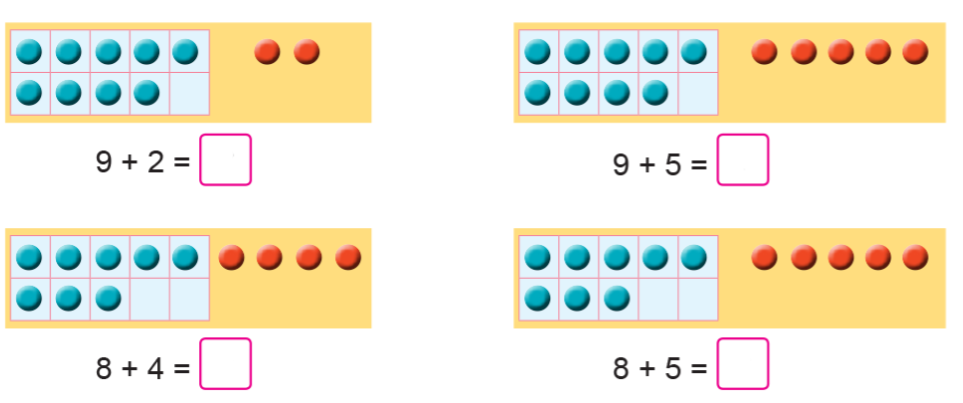 9 + 2 =
9 + 5 =
8 + 4 =
8 + 5 =